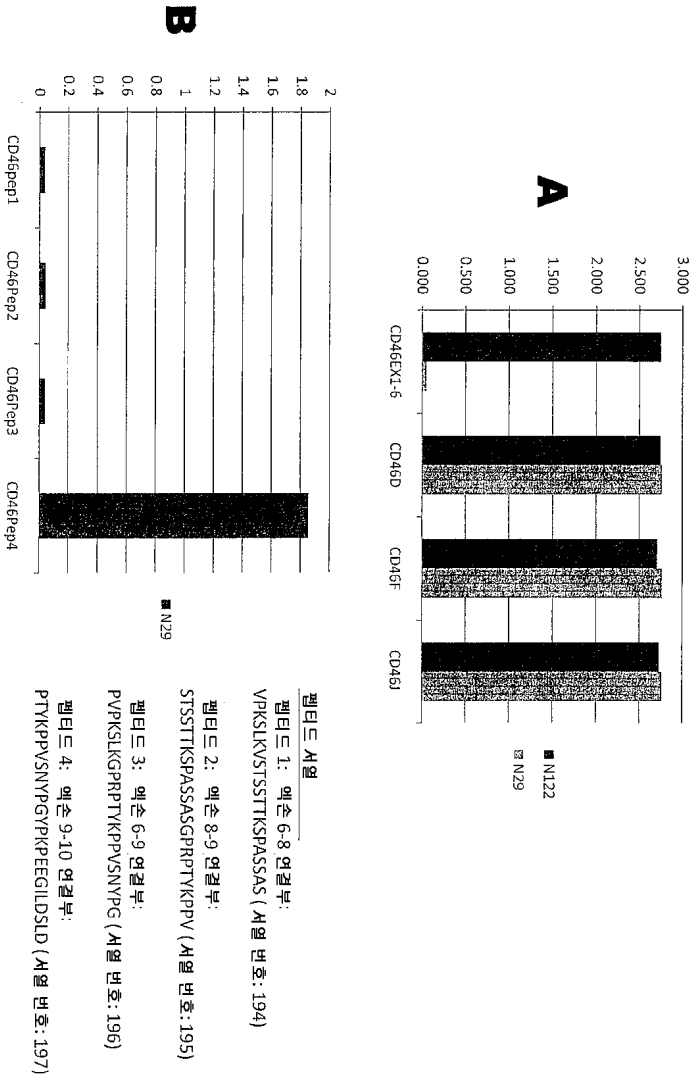 A
3.000
2.500
2.000
1.500
1.000
0.500
0.000
CD46EX1-6
CD46D
CD46F
CD46J
N122
N29
B
2
1.8
1.6
1.4
1.2
1
0.8
0.6
0.4
0.2
0
CD46pep1
CD46Pep2
CD46Pep3
CD46Pep4
N29
펩티드 서열
펩티드 1: 엑손 6-8 연결부:
VPKSLKVSTSSTTKSPASSAS (서열 번호: 194)
펩티드 2: 엑손 8-9 연결부:
STSSTTKSPASSASGPRPTYKPPV (서열 번호: 195)
펩티드 3: 엑손 6-9 연결부:
PVPKSLKGPRPTYKPPVSNYPG (서열 번호: 196)
펩티드 4: 엑손 9-10 연결부:
PTYKPPVSNYPGYPKPEEGILDSLD (서열 번호: 197)